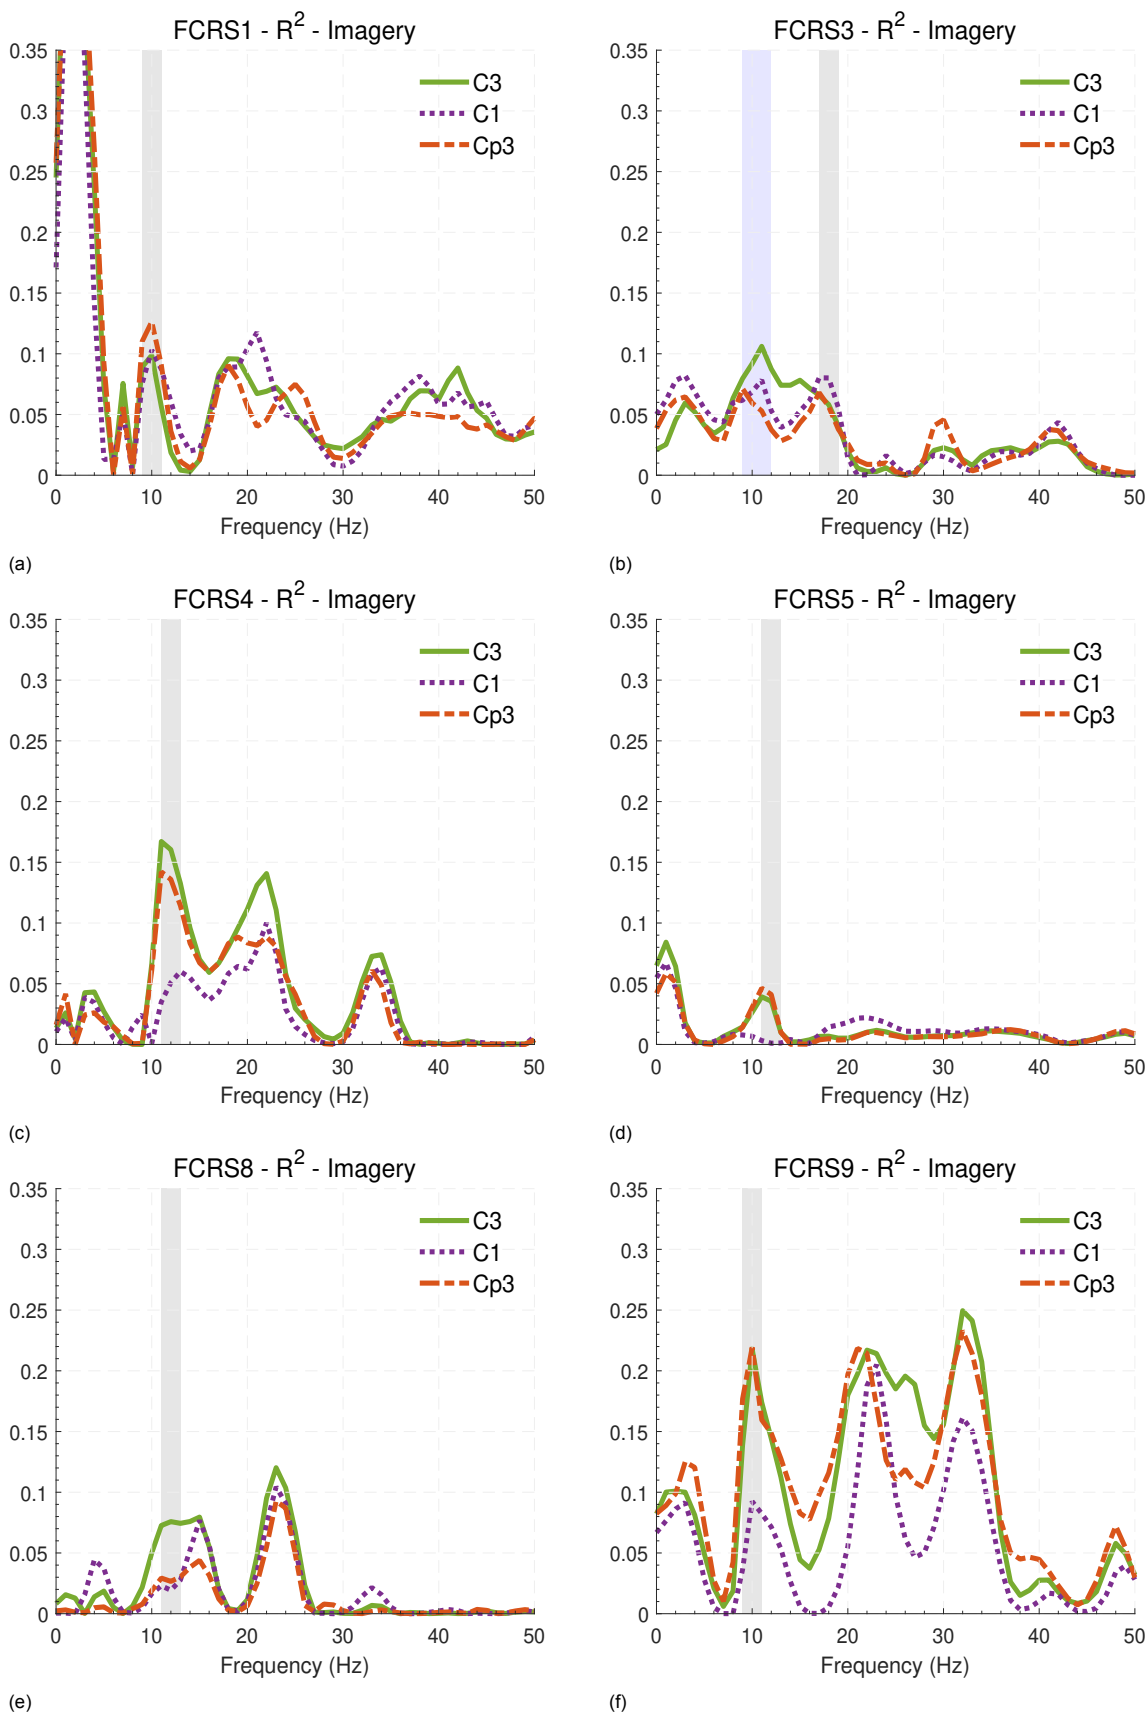 FCRS1 - R² - Imagery
0.35
0.3
0.25
0.2
0.15
0.1
0.05
0
C3
C1
Cp3
0 10 20 30 40 50
Frequency (Hz)
(a)
FCRS3 - R² - Imagery
0.35
0.3
0.25
0.2
0.15
0.1
0.05
0
C3
C1
Cp3
0 10 20 30 40 50
Frequency (Hz)
(b)
FCRS4 - R² - Imagery
0.35
0.3
0.25
0.2
0.15
0.1
0.05
0
C3
C1
Cp3
0 10 20 30 40 50
Frequency (Hz)
(c)
FCRS5 - R² - Imagery
0.35
0.3
0.25
0.2
0.15
0.1
0.05
0
C3
C1
Cp3
0 10 20 30 40 50
Frequency (Hz)
(d)
FCRS8 - R² - Imagery
0.35
0.3
0.25
0.2
0.15
0.1
0.05
0
C3
C1
Cp3
0 10 20 30 40 50
Frequency (Hz)
(e)
FCRS9 - R² - Imagery
0.35
0.3
0.25
0.2
0.15
0.1
0.05
0
C3
C1
Cp3
0 10 20 30 40 50
Frequency (Hz)
(f)